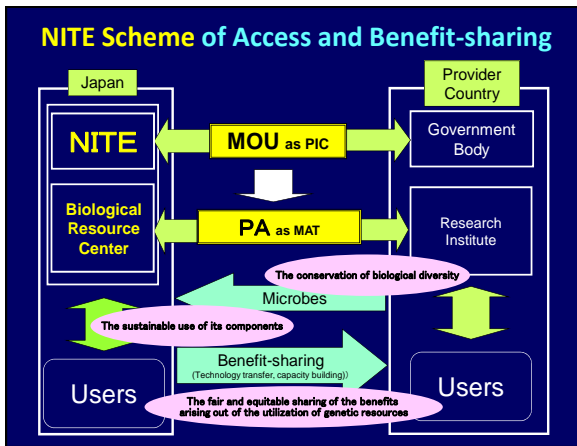 NITE Scheme of Access and Benefit-sharing
Japan
Provider
Country
NITE
MOU as PIC
Government
Body
Biological
Resource
Center
PA as MAT
Research
Institute
The conservation of biological diversity
Microbes
The sustainable use of its components
Benefit-sharing
(Technology transfer, capacity building))
Users
Users
The fair and equitable sharing of the benefits
arising out of the utilization of genetic resources